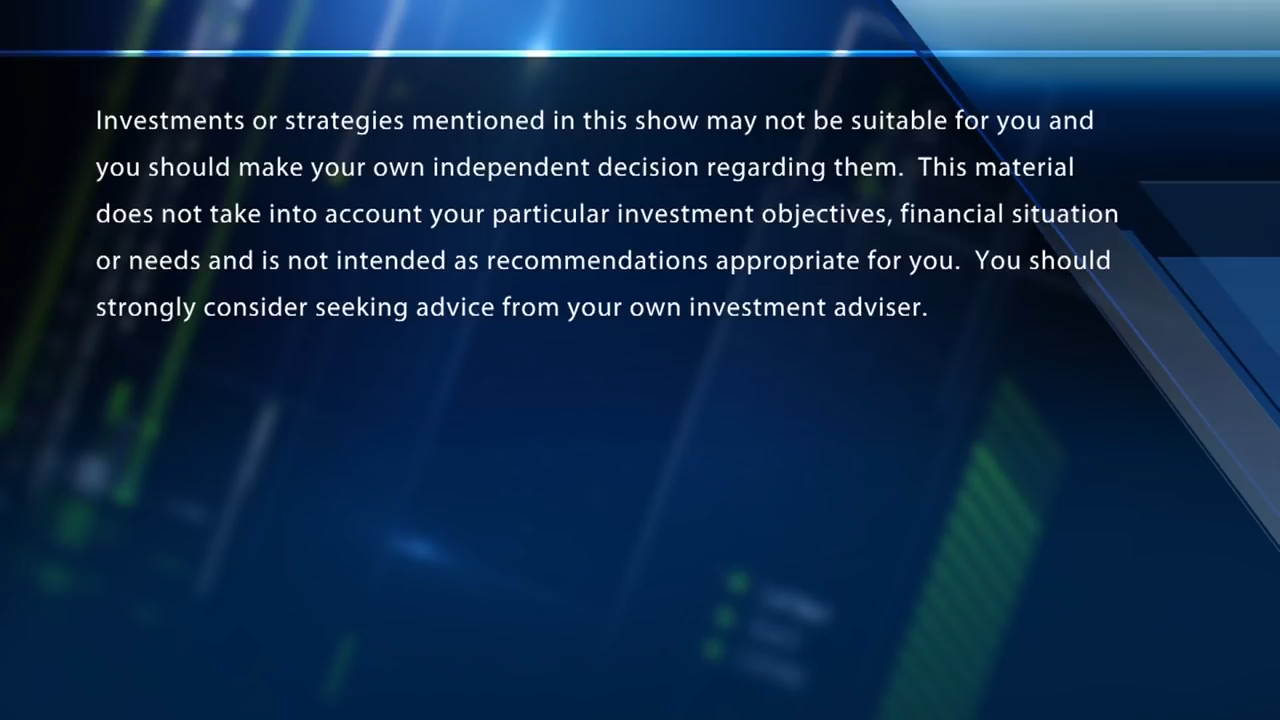 Investments or strategies mentioned in this show may not be suitable for you and
you should make your own independent decision regarding them.  This material
does not take into account your particular investment objectives, financial situation
or needs and is not intended as recommendations appropriate for you.  You should
strongly consider seeking advice from your own investment adviser.